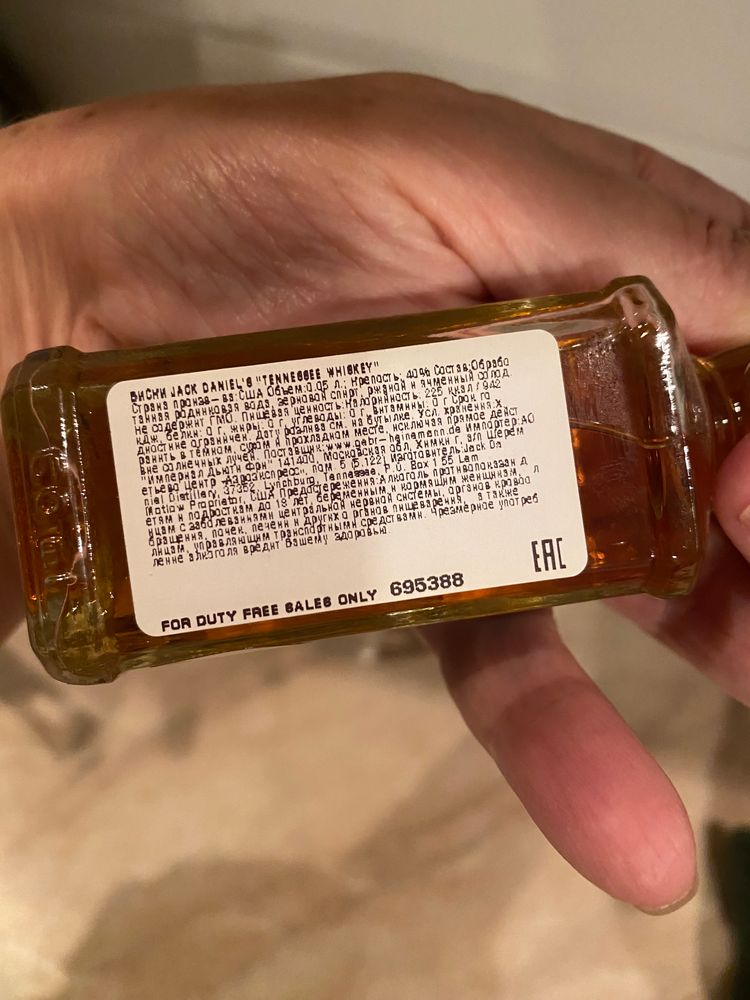 ВИСКИ JACK DANIEL'S "TENNESSEE WHISKEY"
Страна произв-ва: США Объем:0,05 л.; Крепость: 40% Состав:Обраба
танная родниковая вода, зерновой спирт, ржаной и ячменный солод.
Не содержит ГМО. Пищевая ценность: Калорийность: 225 ккал / 942
кДж, белки: 0 г., жиры: 0 г., углеводы: 0 г., витамины: 0 г Срок го
дности не ограничен. Дата розлива см. на бутылке. Усл. хранения:х
ранить в темном, сухом и прохладном месте, исключая прямое дейст
вие солнечных лучей. Поставщик:www.gebr-heinemann.de Импортер:АО
"Империал Дьюти Фри" 141400, Московская обл, Химки г, ал Шерем
етьево Центр "Аэроэкспресс", пом 5 (5.122) Изготовитель:Jack Da
niel Distillery, 37352 Lynchburg, Tennessee, P.O. Box 1 55 Lem
Motlow Proprietor, США Предостережения:Алкоголь противопоказан д
етям и подросткам до 18 лет, беременным и кормящим женщинам, л
ицам с заболеваниями центральной нервной системы, органов кровоо
бращения, почек, печени и других органов пищеварения, а также
лицам, управляющим транспортными средствами. Чрезмерное употреб
ление алкоголя вредит Вашему здоровью.
EAC
FOR DUTY FREE SALES ONLY 695388